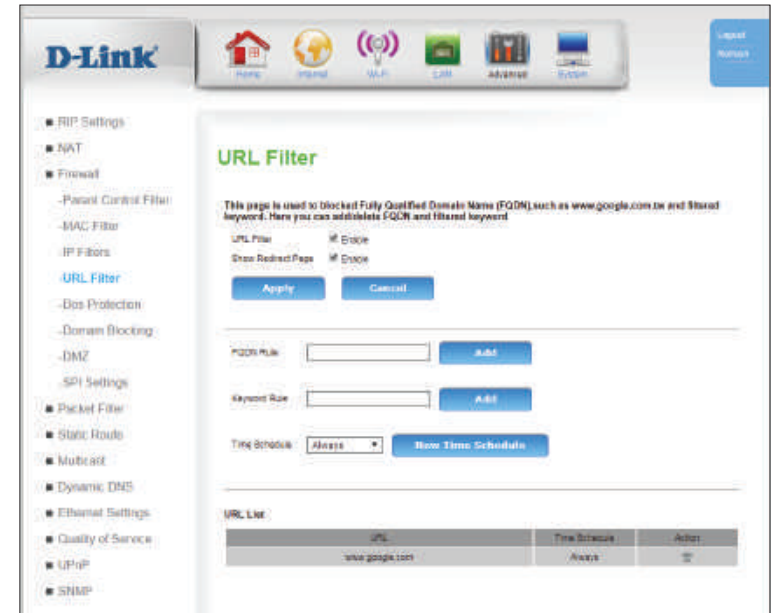 D-Link
Home
Internet
Wi-Fi
LAN
Advanced
System
Logout
Refresh
RIP Settings
NAT
Firewall
-Parent Control Filter
-MAC Filter
-IP Filters
-URL Filter
-Dos Protection
-Domain Blocking
-DMZ
-SPI Settings
Packet Filter
Static Route
Multicast
Dynamic DNS
Ethernet Settings
Quality of Service
UPnP
SNMP
URL Filter
This page is used to blocked Fully Qualified Domain Name (FQDN),such as www.google.com.tw and filtered
keyword. Here you can add/delete FQDN and filtered keyword
URL Filter Enable
Show Redirect Page Enable
Apply Cancel
FQDN Rule Add
Keyword Rule Add
Time Schedule Always New Time Schedule
URL List
URL Time Schedule Action
www.google.com Always